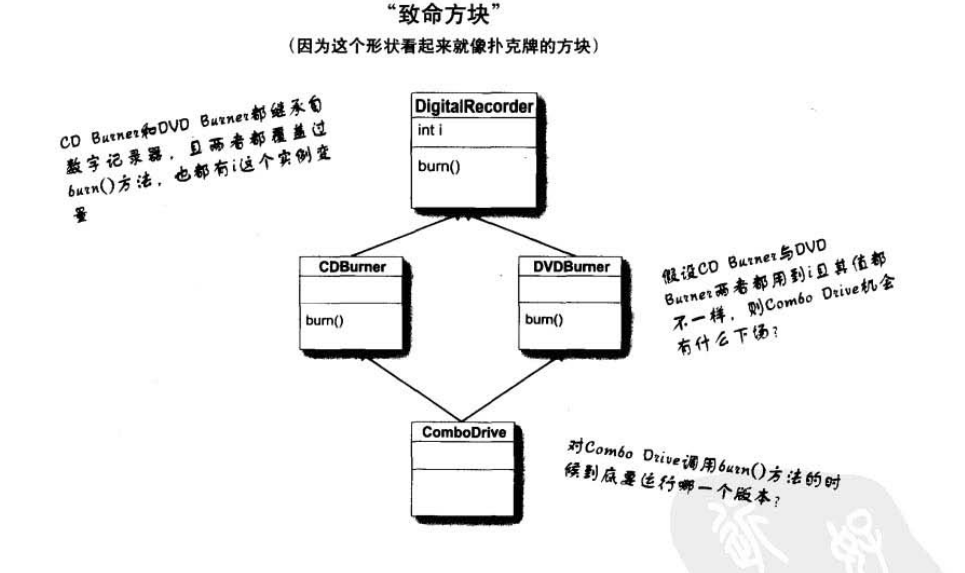 “致命方块”
(因为这个形状看起来就像扑克牌的方块)
CD Burner和DVD Burner都继承自
数字记录器，且两者都覆盖过
burn()方法，也都有i这个实例变
量
DigitalRecorder
int i
burn()
CDBurner
burn()
DVDBurner
burn()
假设CD Burner与DVD
Burner两者都用到i且其值都
不一样，则Combo Drive机会
有什么下场?
ComboDrive
对Combo Drive调用burn()方法的时
候到底要运行哪一个版本?